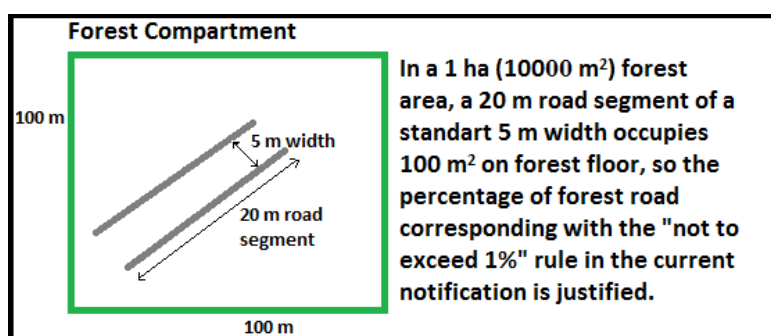 Forest Compartment
100 m
5 m width
20 m road
segment
100 m
In a 1 ha (10000 m²) forest
area, a 20 m road segment of a
standart 5 m width occupies
100 m² on forest floor, so the
percentage of forest road
corresponding with the "not to
exceed 1%" rule in the current
notification is justified.